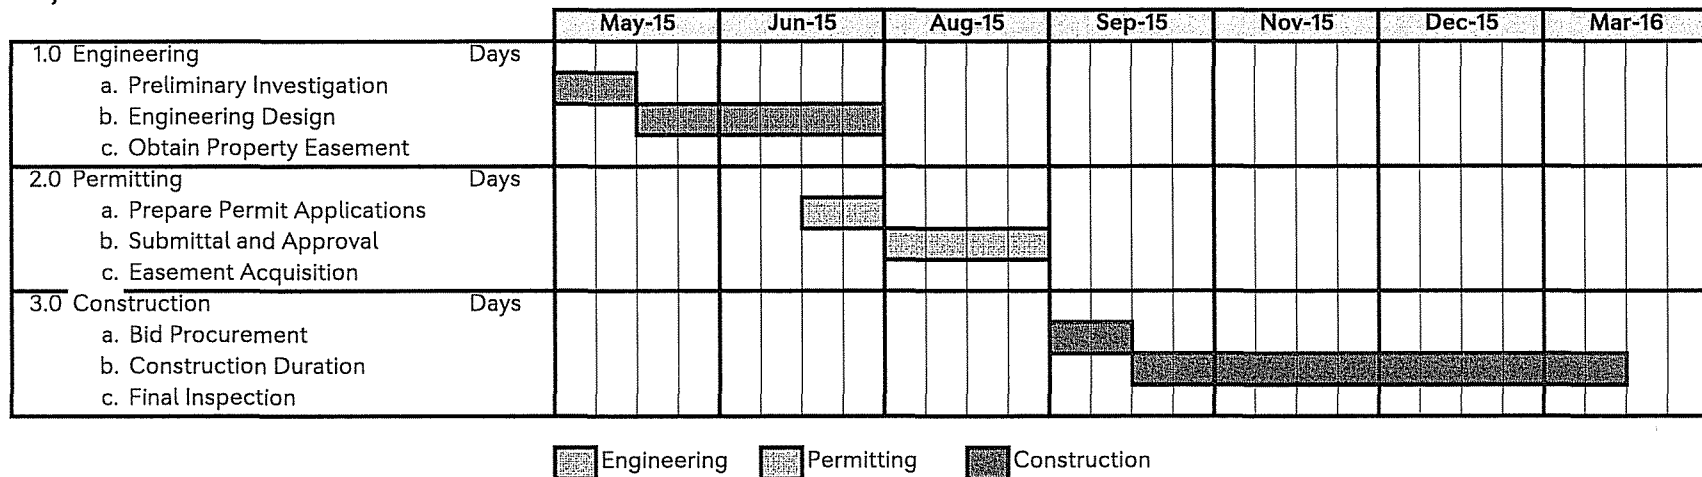 May-15 Jun-15 Aug-15 Sep-15 Nov-15 Dec-15 Mar-16
1.0 Engineering Days
a. Preliminary Investigation
b. Engineering Design
c. Obtain Property Easement
2.0 Permitting Days
a. Prepare Permit Applications
b. Submittal and Approval
c. Easement Acquisition
3.0 Construction Days
a. Bid Procurement
b. Construction Duration
c. Final Inspection
Engineering Permitting Construction